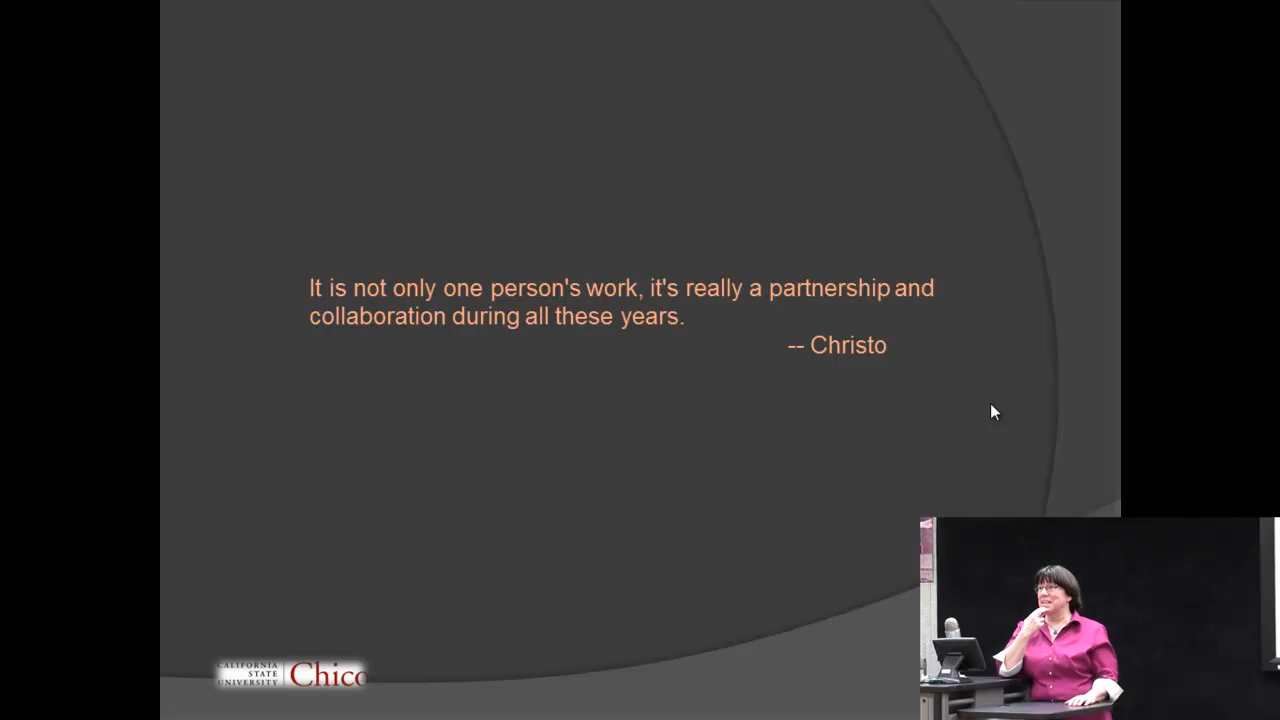 It is not only one person's work, it's really a partnership and
collaboration during all these years.
-- Christo
CALIFORNIA
STATE
UNIVERSITY
Chico